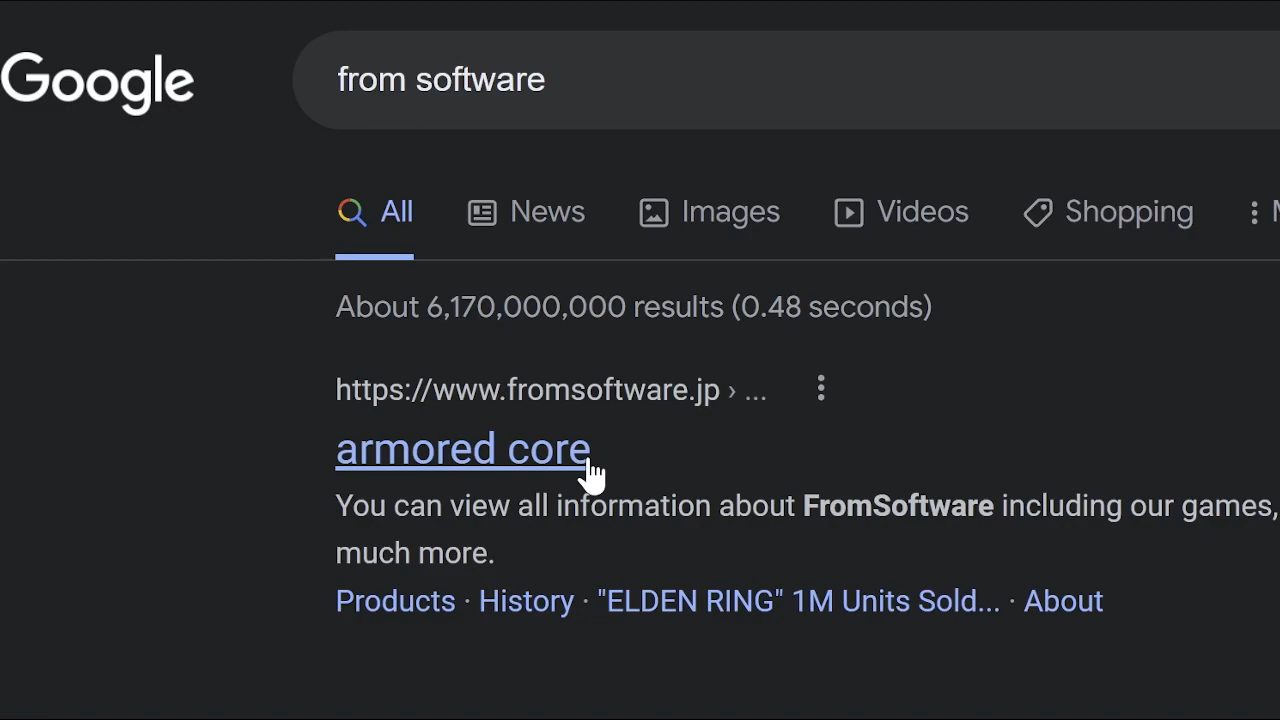 Google
from software
All News Images Videos Shopping
About 6,170,000,000 results (0.48 seconds)
https://www.fromsoftware.jp › ...
armored core
You can view all information about FromSoftware including our games,
much more.
Products · History · "ELDEN RING" 1M Units Sold... · About